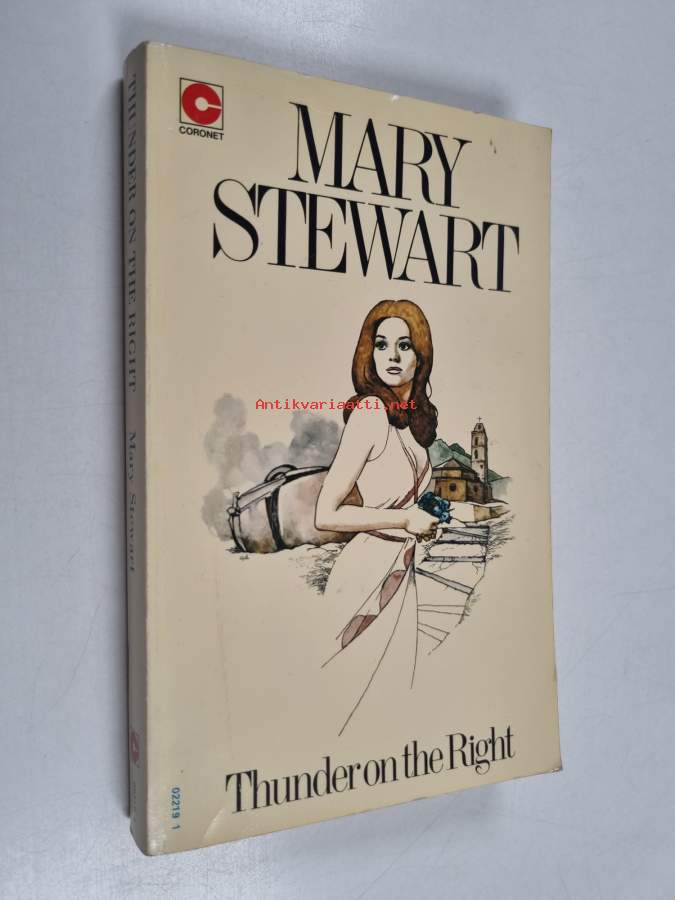 CORONET
MARY
STEWART
Antikvariaatti.net
Thunder on the Right
THUNDER ON THE RIGHT Mary Stewart
02219 1